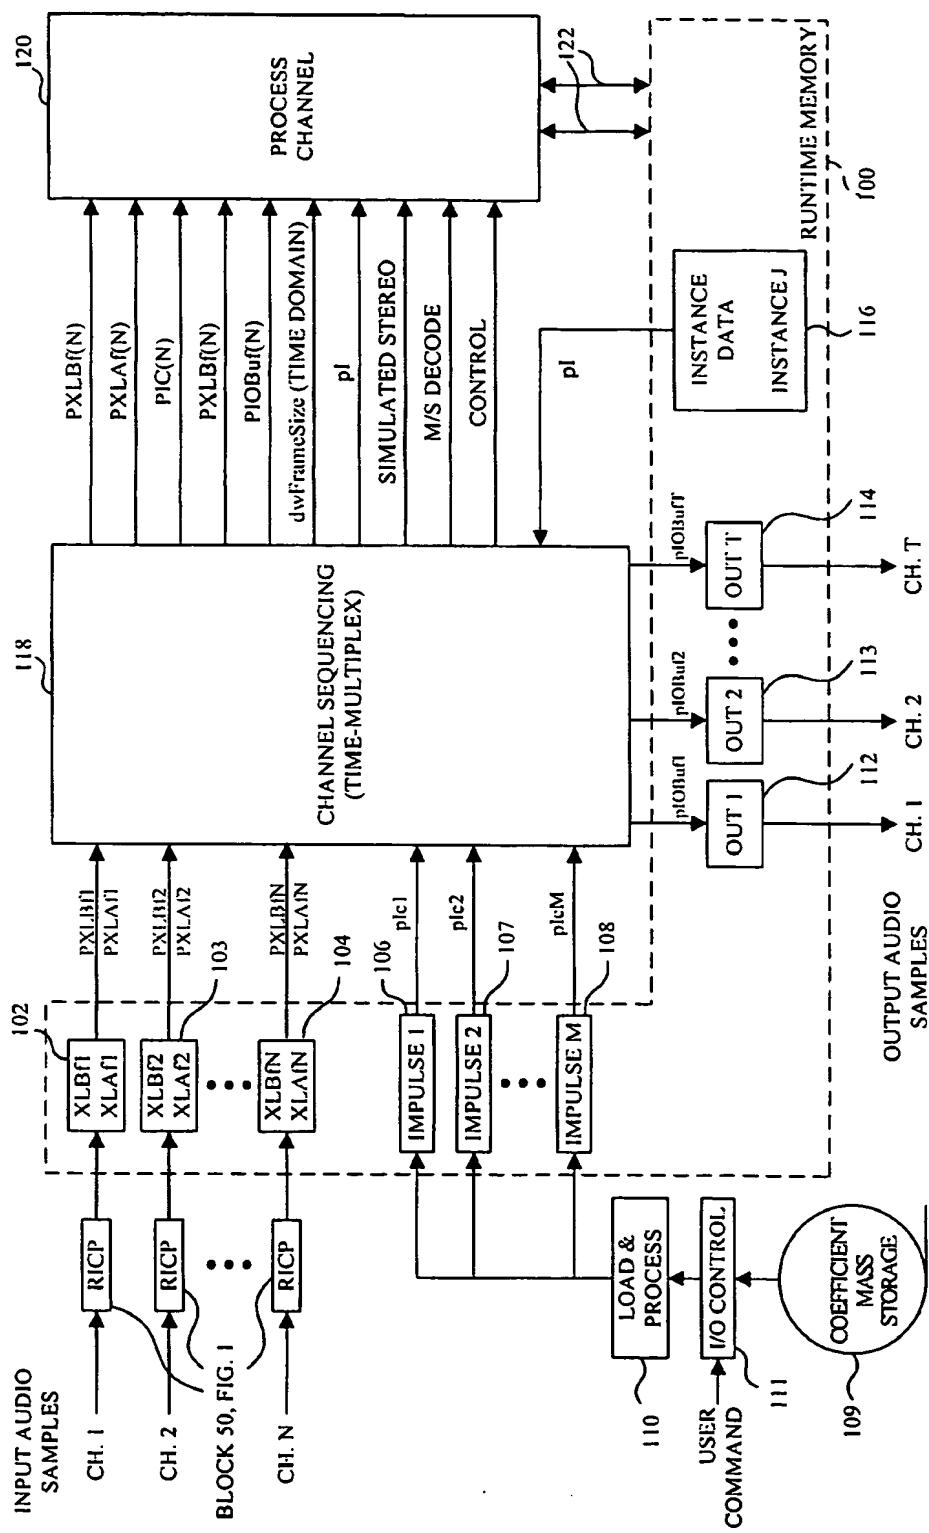 INPUT AUDIO
SAMPLES
CH. 1
CH. 2
CH. N
BLOCK 50, FIG. 1
RICP
RICP
RICP
102
XLBf1
XLAf1
XLBf2
XLAf2
103
XLBfN
XLAfN
104
PXLBf1
PXLAf1
PXLBf2
PXLAf2
PXLBfN
PXLAfN
106
IMPULSE 1
pIc1
IMPULSE 2
107
pIc2
IMPULSE M
108
pIcM
LOAD &
PROCESS
110
I/O CONTROL
111
USER
COMMAND
COEFFICIENT
MASS
STORAGE
109
118
CHANNEL SEQUENCING
(TIME-MULTIPLEX)
PXLBf(N)
PXLAf(N)
PIC(N)
PXLBf(N)
PIOBuf(N)
dwFrameSize (TIME DOMAIN)
pI
SIMULATED STEREO
M/S DECODE
CONTROL
120
PROCESS
CHANNEL
122
pI
INSTANCE
DATA
INSTANCEJ
116
RUNTIME MEMORY
100
pIOBuf1
OUT 1
112
pIOBuf2
OUT 2
113
pIOBufT
OUT T
114
CH. 1
CH. 2
CH. T
OUTPUT AUDIO
SAMPLES